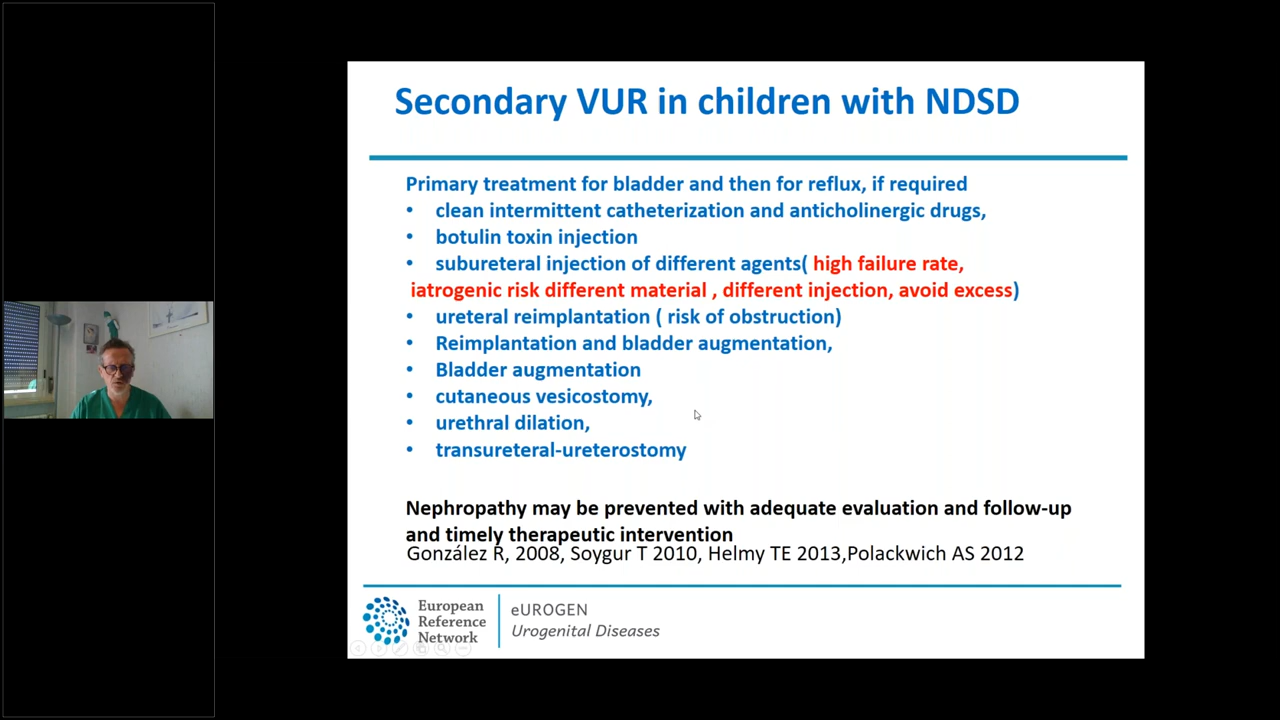 Secondary VUR in children with NDSD
Primary treatment for bladder and then for reflux, if required
• clean intermittent catheterization and anticholinergic drugs,
• botulin toxin injection
• subureteral injection of different agents( high failure rate,
iatrogenic risk different material , different injection, avoid excess)
• ureteral reimplantation ( risk of obstruction)
• Reimplantation and bladder augmentation,
• Bladder augmentation
• cutaneous vesicostomy,
• urethral dilation,
• transureteral-ureterostomy
Nephropathy may be prevented with adequate evaluation and follow-up
and timely therapeutic intervention
González R, 2008, Soygur T 2010, Helmy TE 2013,Polackwich AS 2012
European
Reference
Network
eUROGEN
Urogenital Diseases